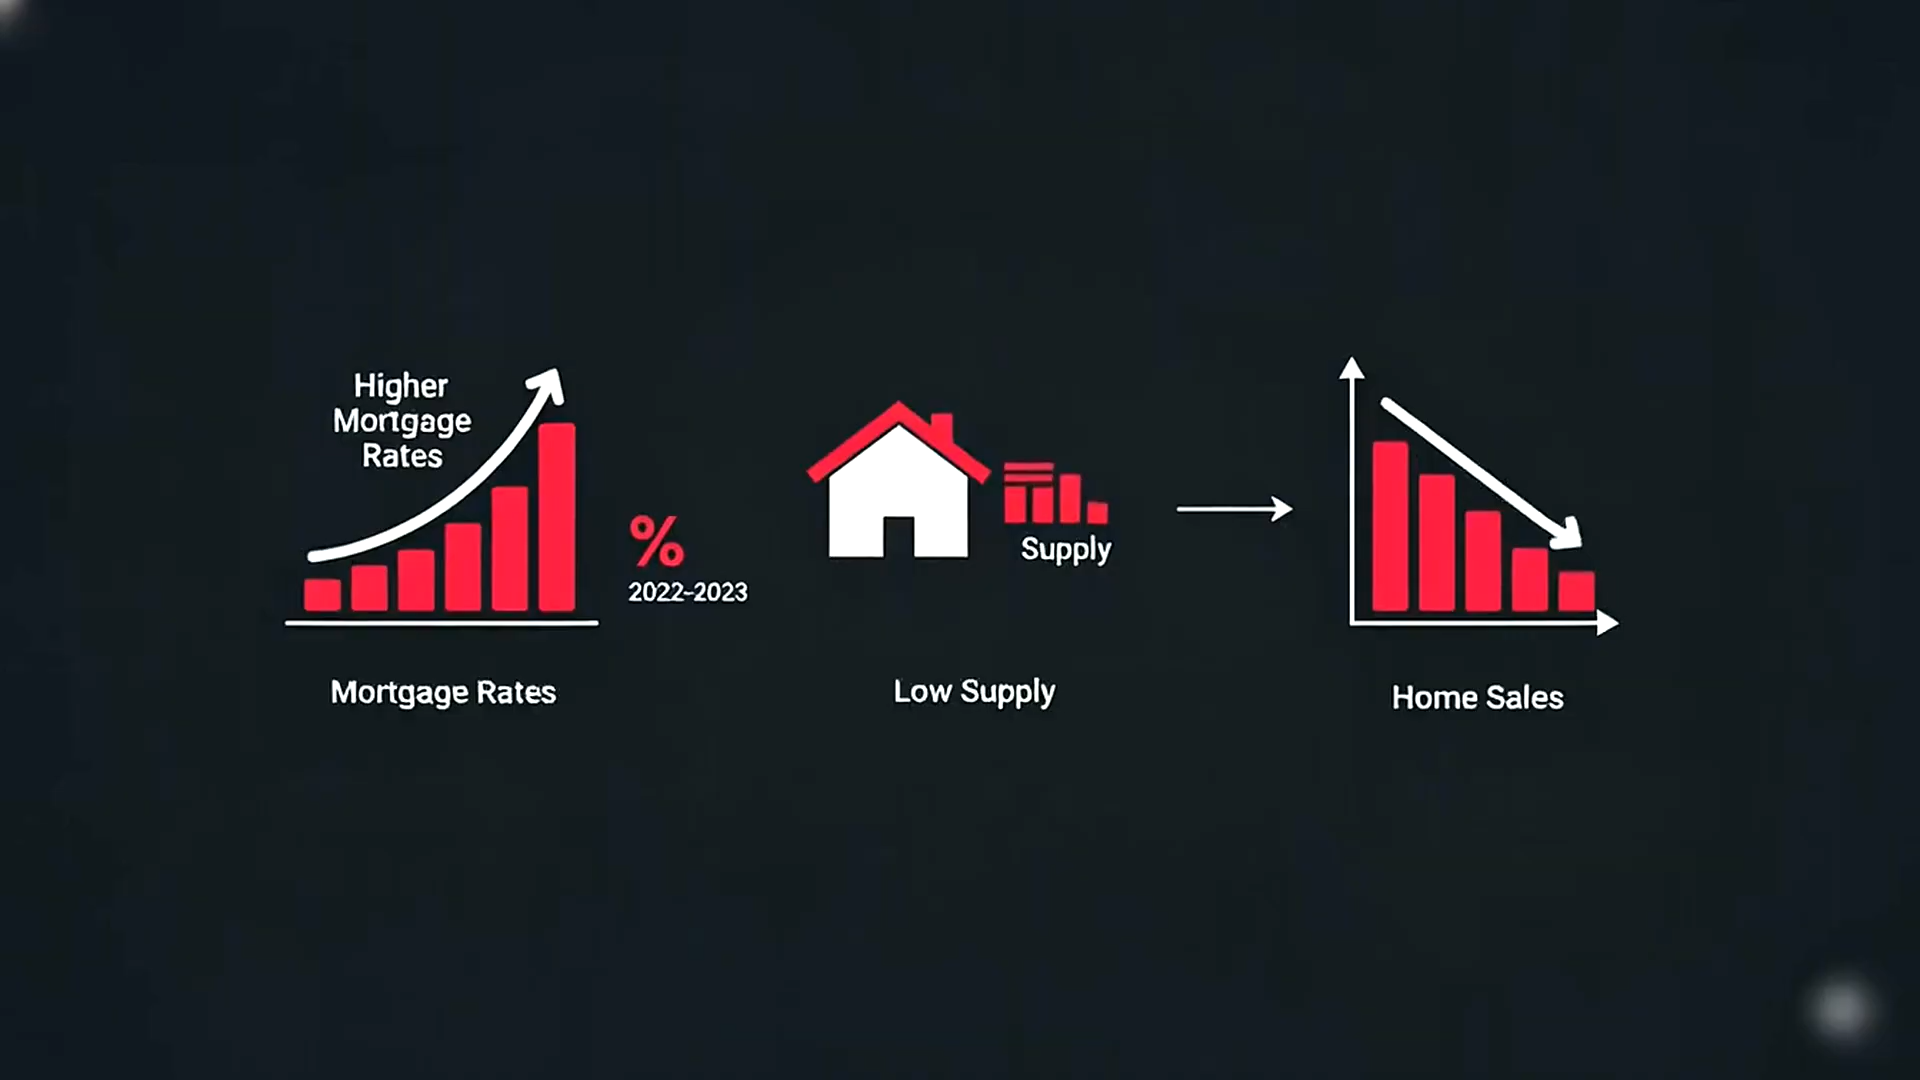 Higher
Mortgage
Rates
%
2022-2023
Mortgage Rates
Supply
Low Supply
Home Sales